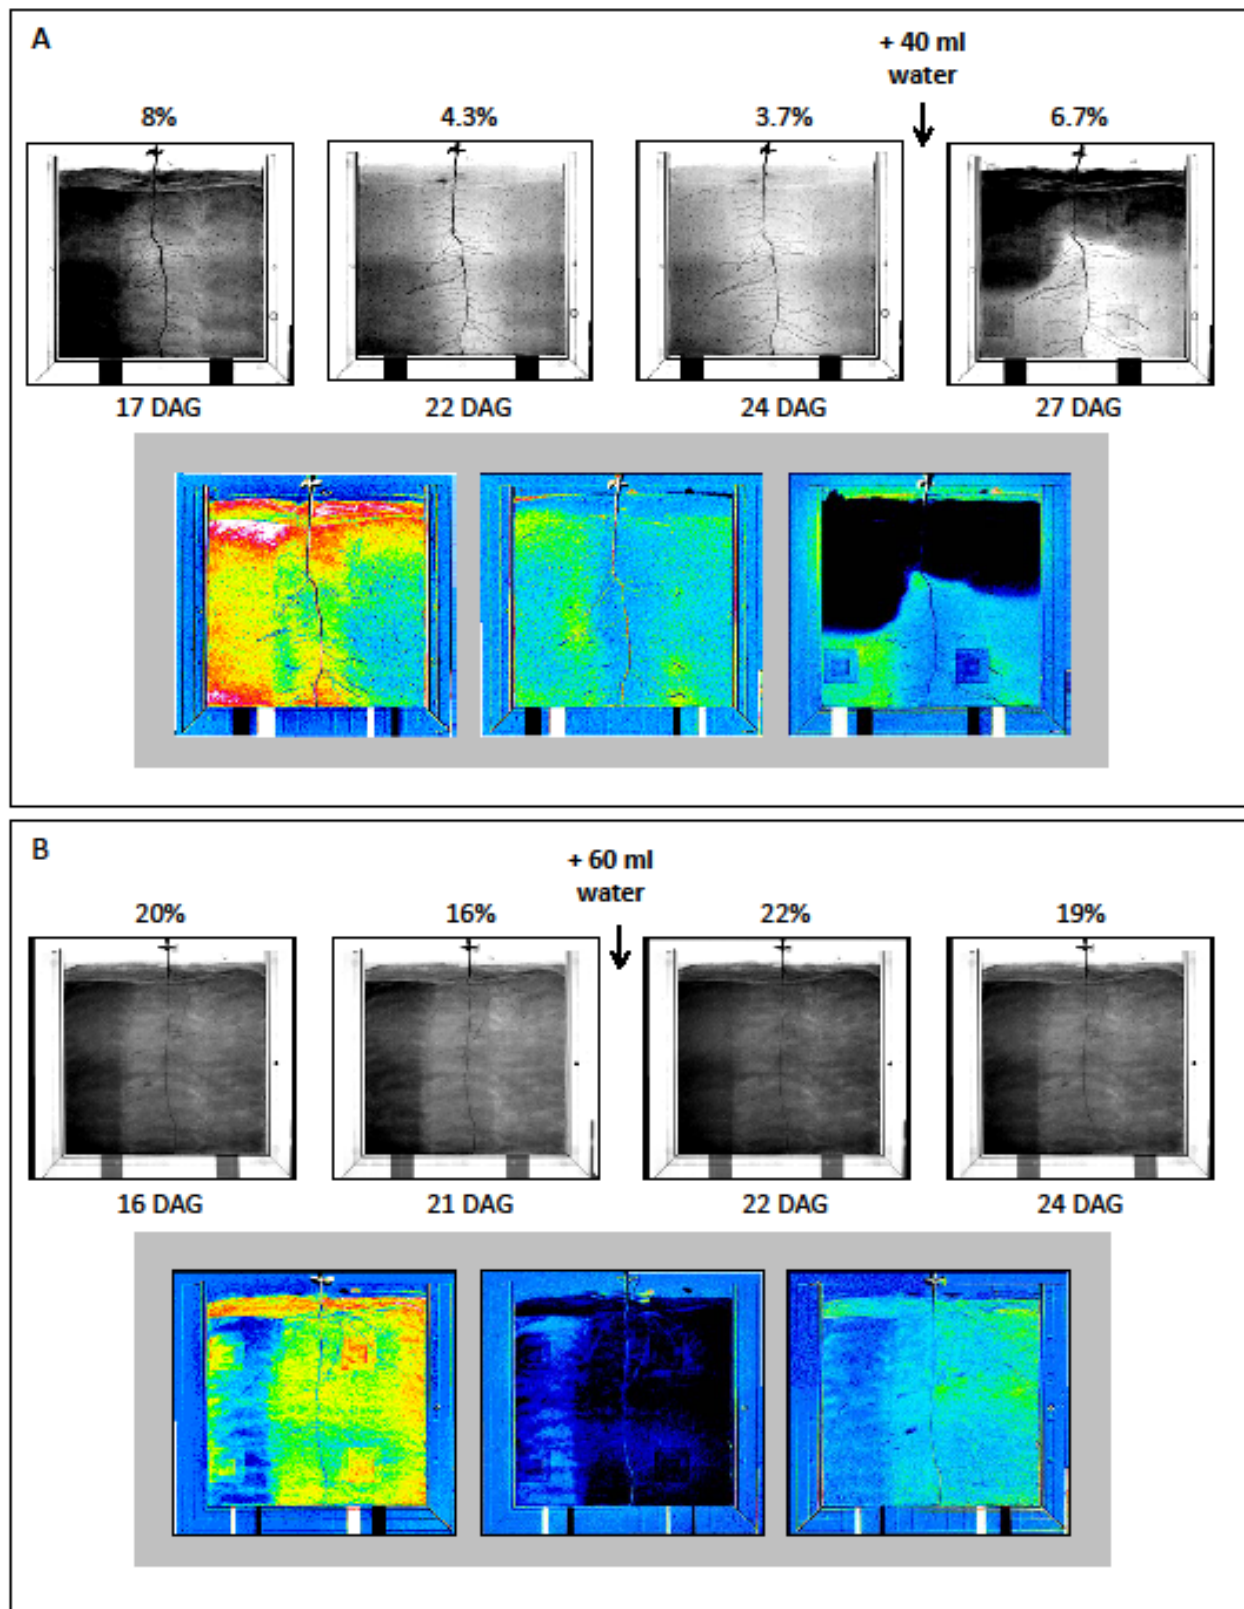 A
+ 40 ml
water
8%
4.3%
3.7%
6.7%
17 DAG
22 DAG
24 DAG
27 DAG
B
+ 60 ml
water
20%
16%
22%
19%
16 DAG
21 DAG
22 DAG
24 DAG